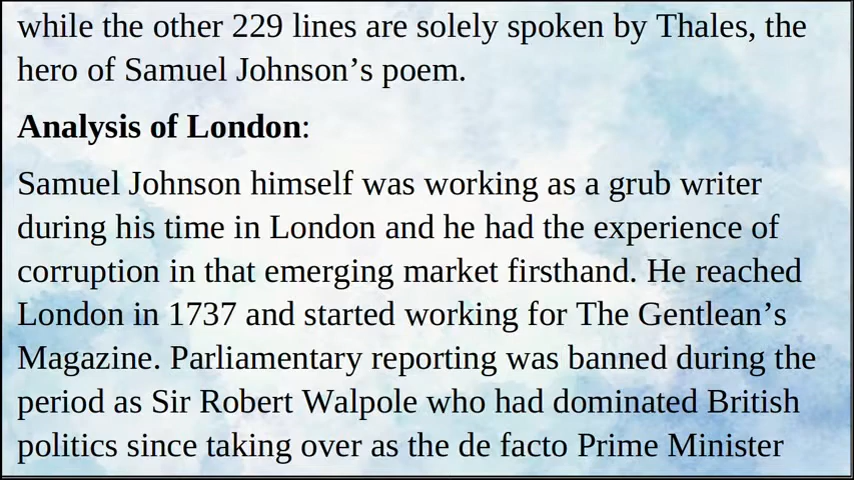 while the other 229 lines are solely spoken by Thales, the
hero of Samuel Johnson’s poem.
Analysis of London:
Samuel Johnson himself was working as a grub writer
during his time in London and he had the experience of
corruption in that emerging market firsthand. He reached
London in 1737 and started working for The Gentlean’s
Magazine. Parliamentary reporting was banned during the
period as Sir Robert Walpole who had dominated British
politics since taking over as the de facto Prime Minister